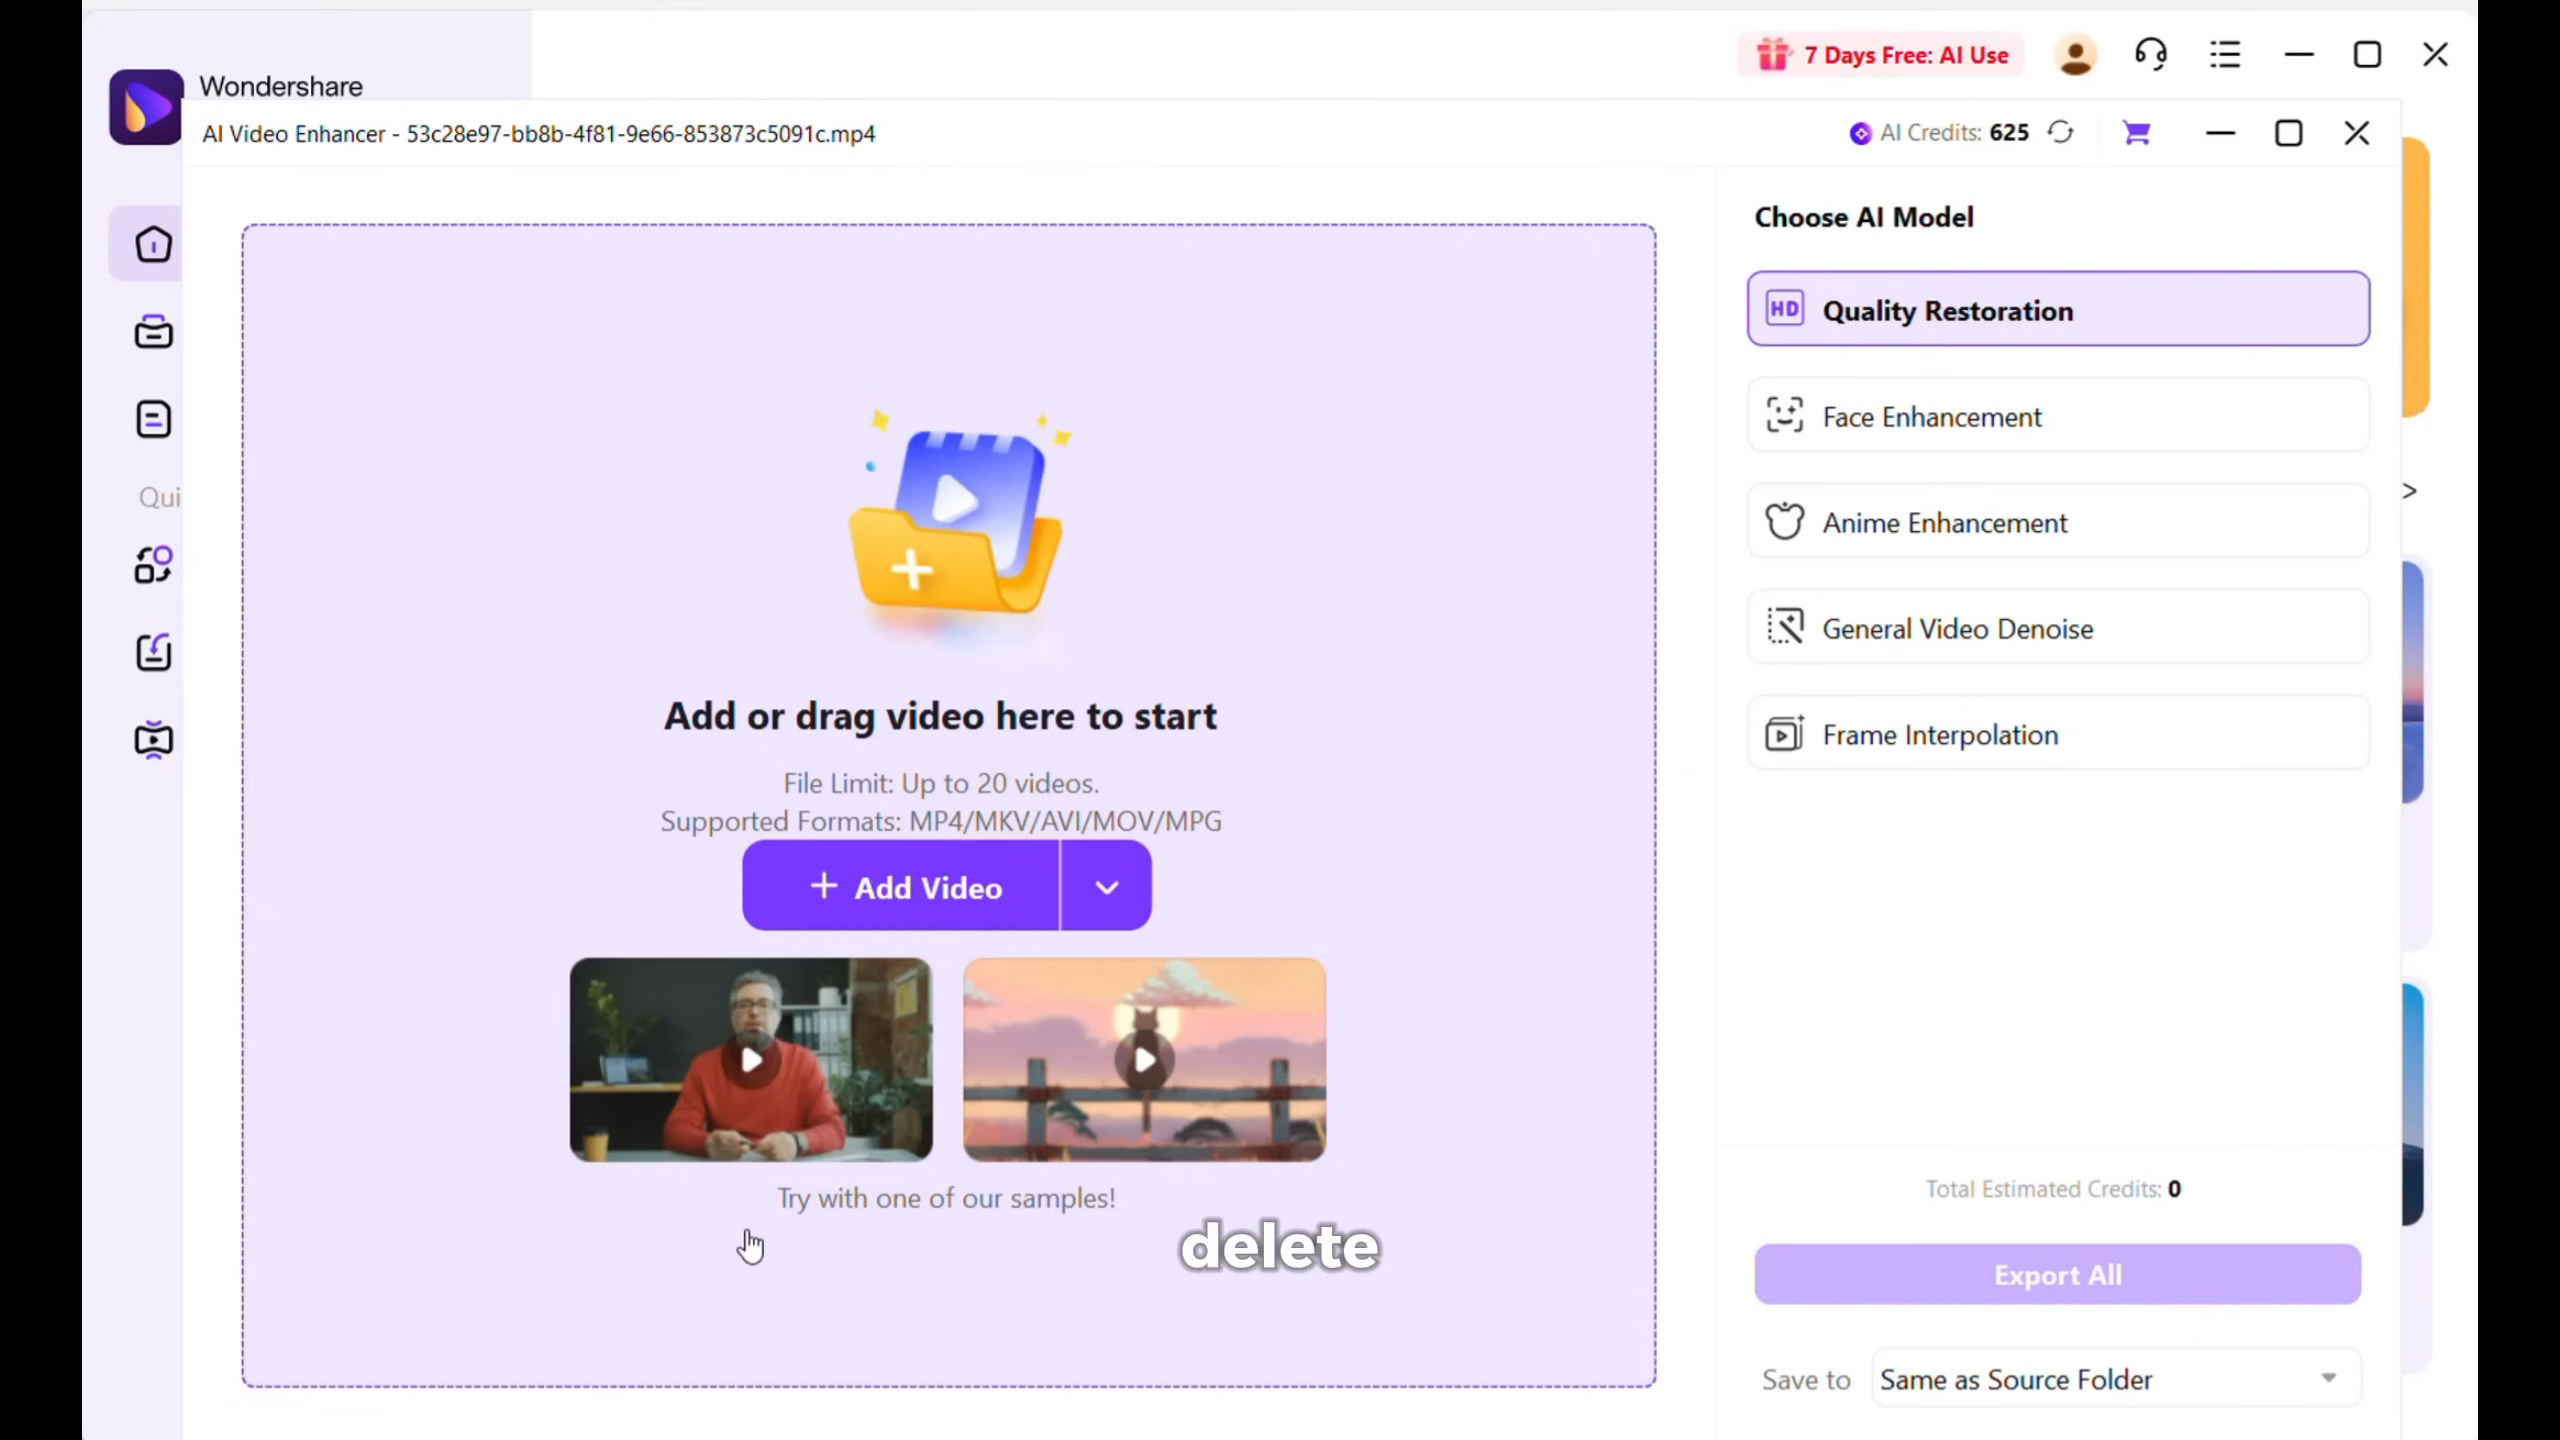 7 Days Free: AI Use
Wondershare
AI Video Enhancer - 53c28e97-bb8b-4f81-9e66-853873c5091c.mp4
AI Credits: 625
Choose AI Model
HD Quality Restoration
Face Enhancement
Qui
Anime Enhancement
General Video Denoise
Add or drag video here to start
Frame Interpolation
File Limit: Up to 20 videos.
Supported Formats: MP4/MKV/AVI/MOV/MPG
+ Add Video
Try with one of our samples!
Total Estimated Credits: 0
delete
Export All
Save to Same as Source Folder